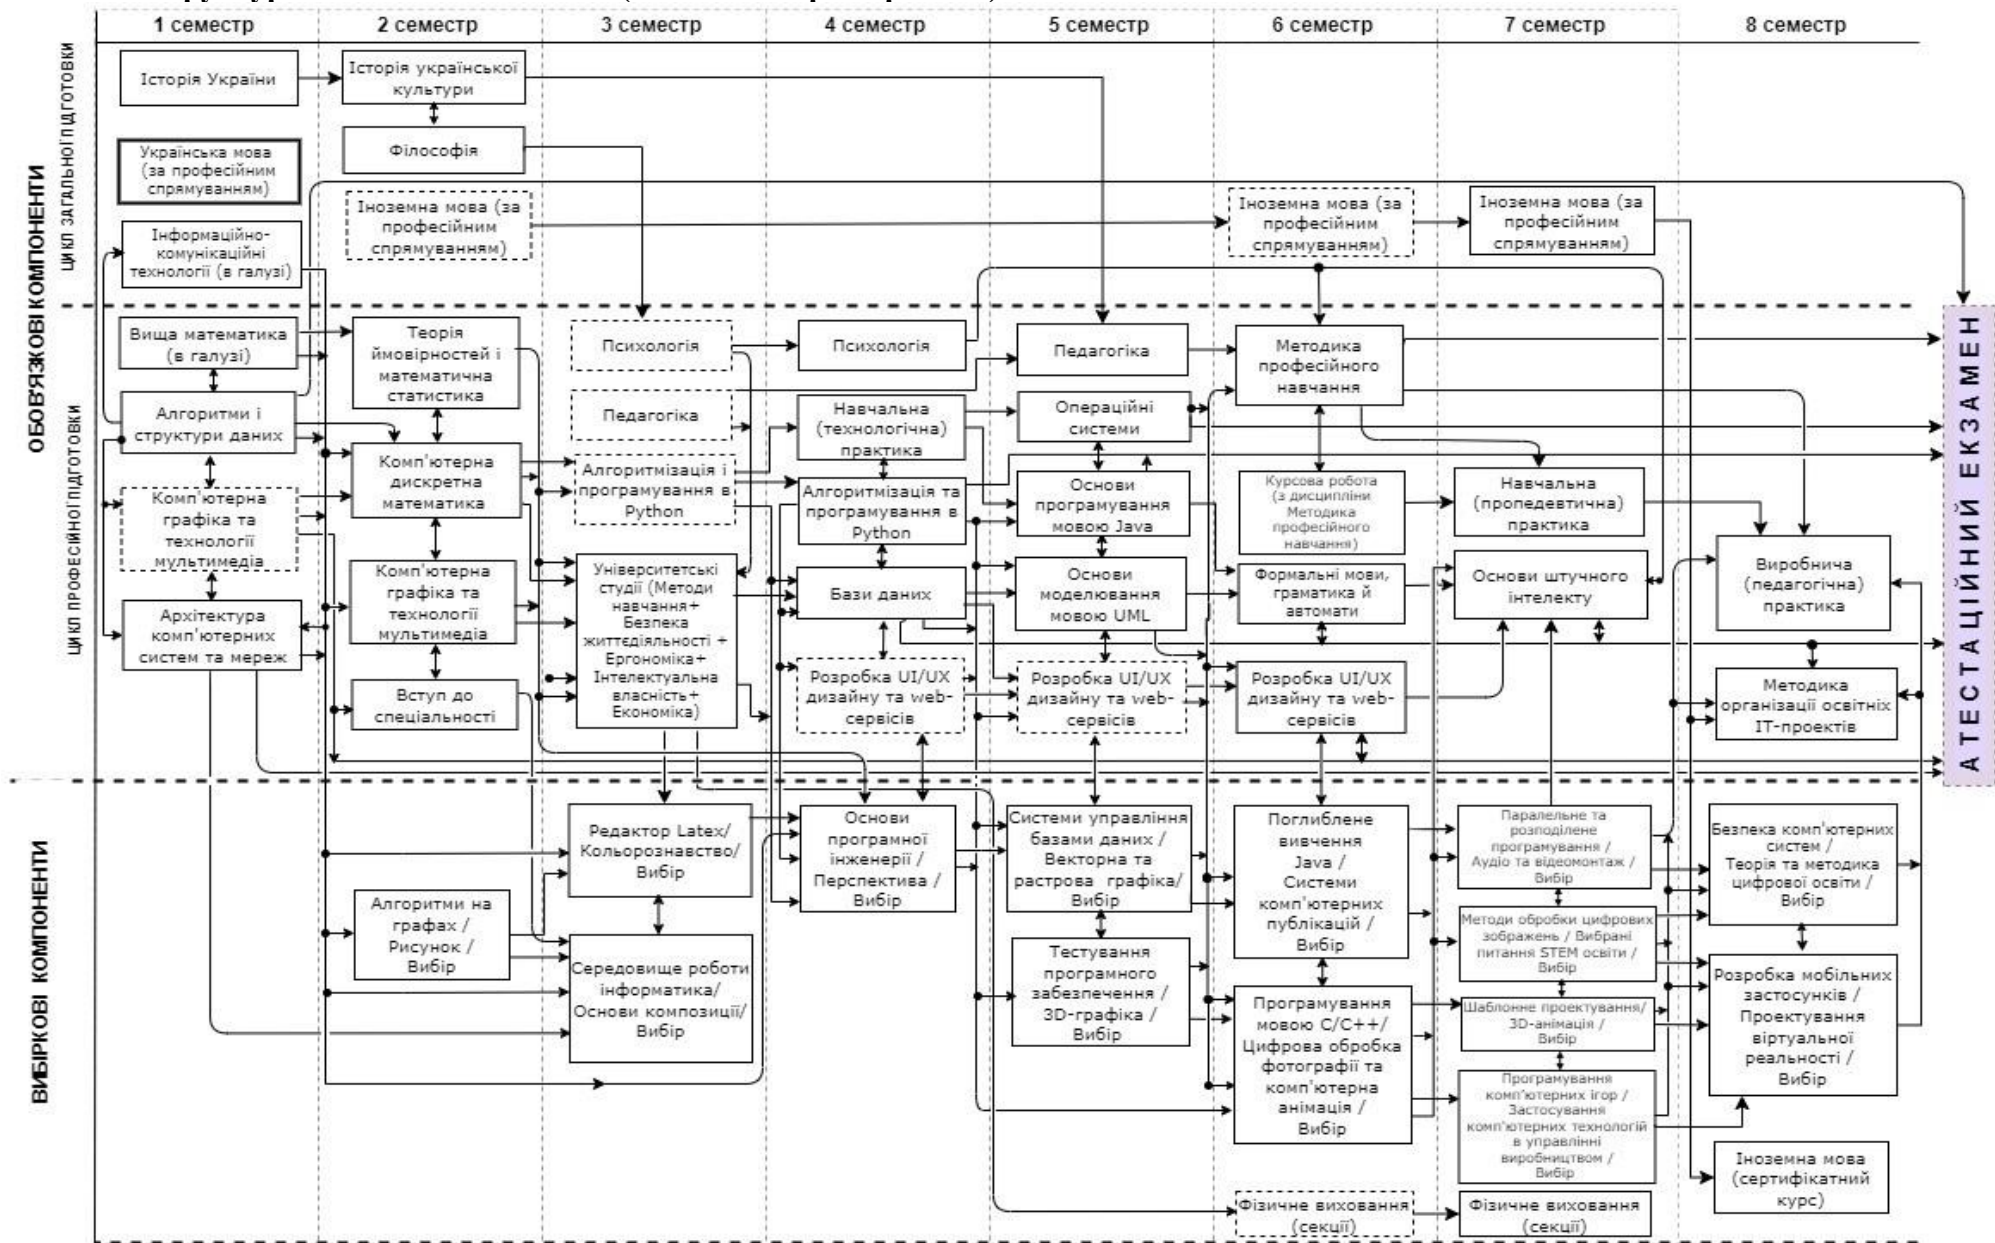 1 семестр
2 семестр
3 семестр
4 семестр
5 семестр
6 семестр
7 семестр
8 семестр
ОБОВ'ЯЗКОВІ КОМПОНЕНТИ
ЦИКЛ ЗАГАЛЬНОЇ ПІДГОТОВКИ
Історія України
Українська мова
(за професійним
спрямуванням)
Інформаційно-
комунікаційні
технології (в галузі)
Історія української
культури
Філософія
Іноземна мова (за
професійним
спрямуванням)
Іноземна мова (за
професійним
спрямуванням)
Іноземна мова (за
професійним
спрямуванням)
ЦИКЛ ПРОФЕСІЙНОЇ ПІДГОТОВКИ
Вища математика
(в галузі)
Алгоритми і
структури даних
Комп'ютерна
графіка та
технології
мультимедіа
Архітектура
комп'ютерних
систем та мереж
Теорія
ймовірностей і
математична
статистика
Комп'ютерна
дискретна
математика
Комп'ютерна
графіка та
технології
мультимедіа
Вступ до
спеціальності
Психологія
Педагогіка
Алгоритмізація і
програмування в
Python
Університетські
студії (Методи
навчання+
Безпека
життєдіяльності +
Ергономіка+
Інтелектуальна
власність+
Економіка)
Психологія
Навчальна
(технологічна)
практика
Алгоритмізація та
програмування в
Python
Бази даних
Розробка UI/UX
дизайну та web-
сервісів
Педагогіка
Операційні
системи
Основи
програмування
мовою Java
Основи
моделювання
мовою UML
Розробка UI/UX
дизайну та web-
сервісів
Методика
професійного
навчання
Курсова робота
(з дисципліни
Методика
професійного
навчання)
Формальні мови,
граматика й
автомати
Розробка UI/UX
дизайну та web-
сервісів
Навчальна
(пропедевтична)
практика
Основи штучного
інтелекту
Виробнича
(педагогічна)
практика
Методика
організації освітніх
ІТ-проектів
АТЕСТАЦІЙНИЙ ЕКЗАМЕН
ВИБІРКОВІ КОМПОНЕНТИ
Алгоритми на
графах /
Рисунок /
Вибір
Редактор Latex/
Кольорознавство/
Вибір
Середовище роботи
інформатика/
Основи композиції/
Вибір
Основи
програмної
інженерії /
Перспектива /
Вибір
Системи управління
базами даних /
Векторна та
растрова графіка/
Вибір
Тестування
програмного
забезпечення /
3D-графіка /
Вибір
Поглиблене
вивчення
Java /
Системи
комп'ютерних
публікацій /
Вибір
Програмування
мовою C/C++/
Цифрова обробка
фотографії та
комп'ютерна
анімація /
Вибір
Фізичне виховання
(секції)
Паралельне та
розподілене
програмування /
Аудіо та відеомонтаж /
Вибір
Методи обробки цифрових
зображень / Вибрані
питання STEM освіти /
Вибір
Шаблонне проектування/
3D-анімація /
Вибір
Програмування
комп'ютерних ігор /
Застосування
комп'ютерних технологій
в управлінні
виробництвом /
Вибір
Фізичне виховання
(секції)
Безпека комп'ютерних
систем /
Теорія та методика
цифрової освіти /
Вибір
Розробка мобільних
застосунків /
Проектування
віртуальної
реальності /
Вибір
Іноземна мова
(сертифікатний
курс)